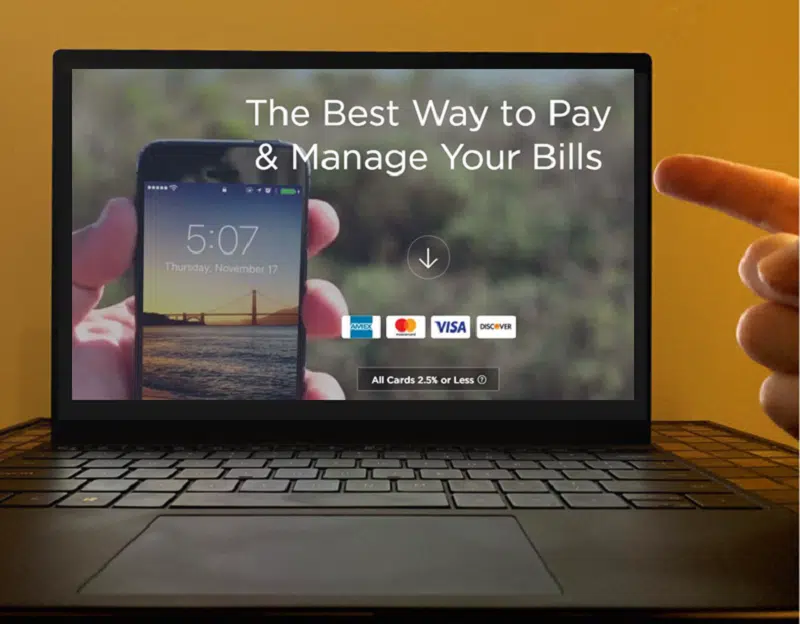 The Best Way to Pay
& Manage Your Bills
5:07
Thursday, November 17
AMEX
mastercard
VISA
DISCOVER
All Cards 2.5% or Less ?